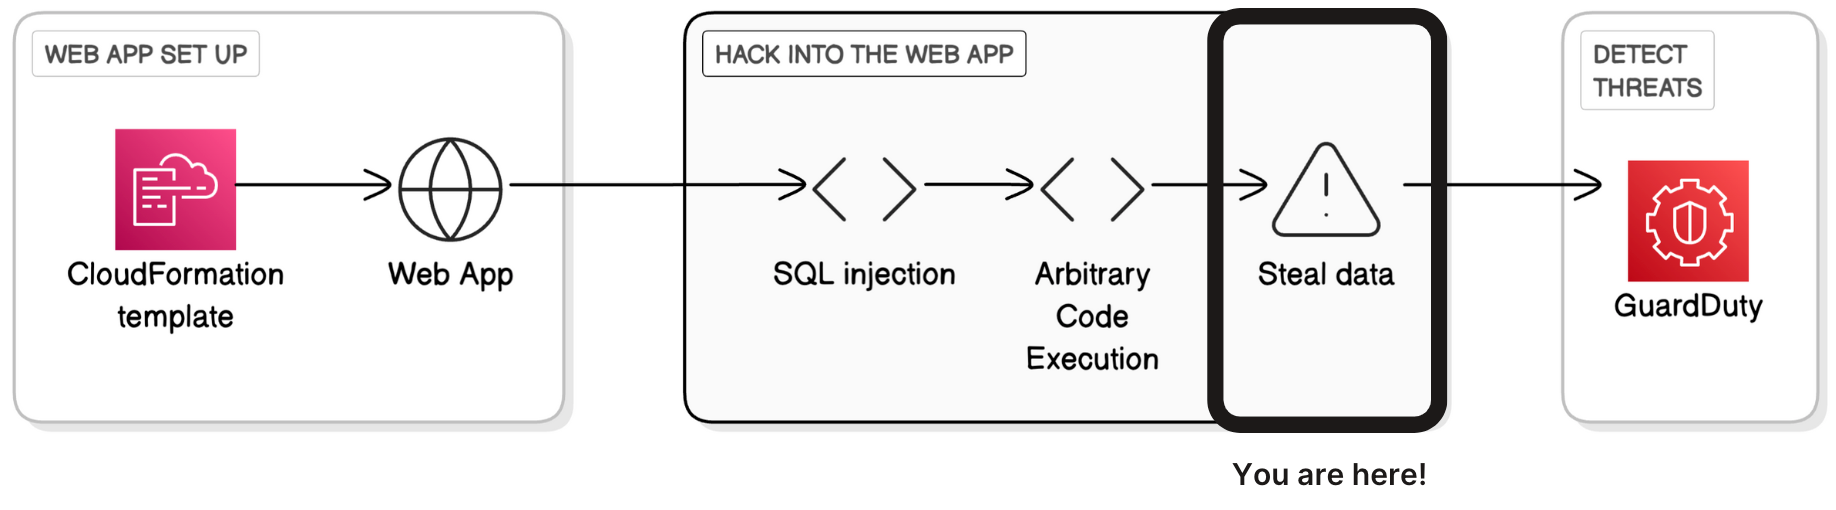 WEB APP SET UP
CloudFormation
template
Web App
HACK INTO THE WEB APP
SQL injection
Arbitrary
Code
Execution
Steal data
You are here!
DETECT
THREATS
GuardDuty